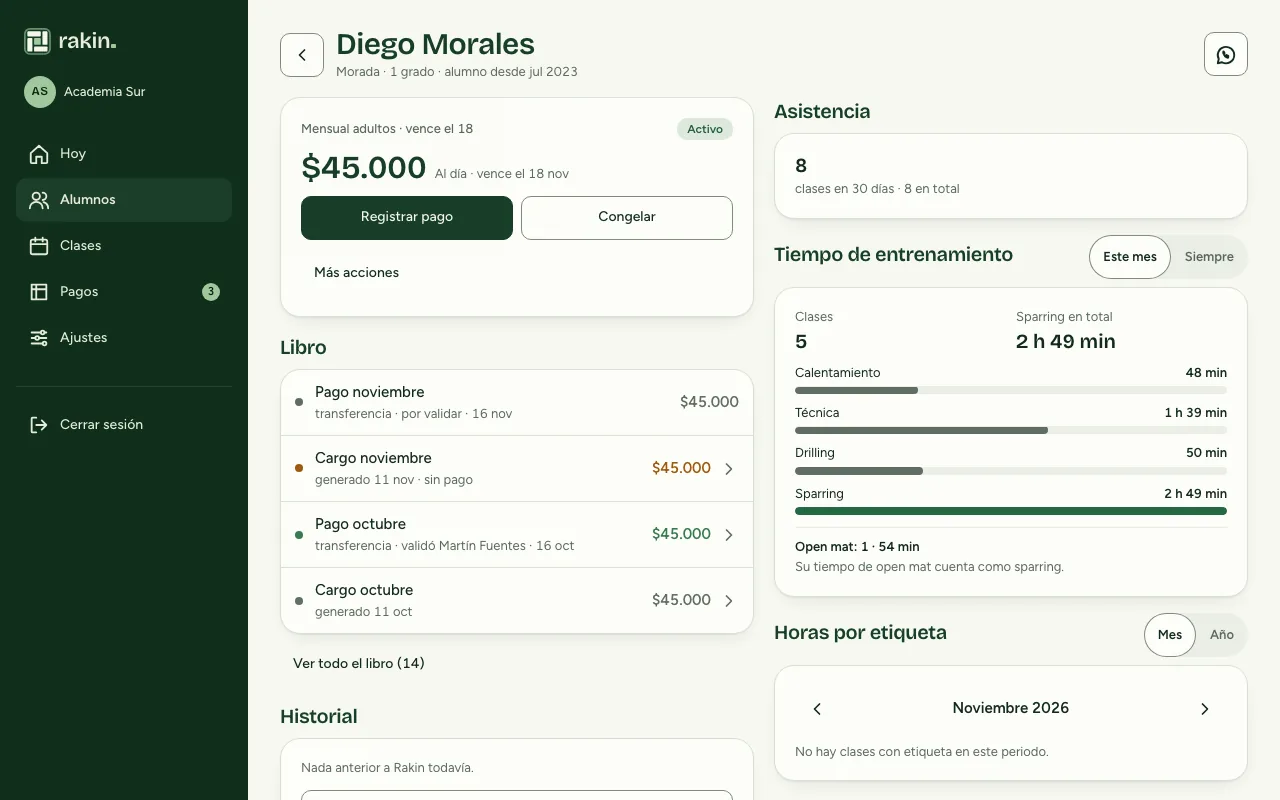 rakin.
AS Academia Sur
Hoy
Alumnos
Clases
Pagos 3
Ajustes
Cerrar sesión
Diego Morales
Morada · 1 grado · alumno desde jul 2023
Mensual adultos · vence el 18 Activo
$45.000 Al día · vence el 18 nov
Registrar pago Congelar
Más acciones
Libro
Pago noviembre $45.000
transferencia · por validar · 16 nov
Cargo noviembre $45.000
generado 11 nov · sin pago
Pago octubre $45.000
transferencia · validó Martín Fuentes · 16 oct
Cargo octubre $45.000
generado 11 oct
Ver todo el libro (14)
Historial
Nada anterior a Rakin todavía.
Asistencia
8
clases en 30 días · 8 en total
Tiempo de entrenamiento Este mes Siempre
Clases Sparring en total
5 2 h 49 min
Calentamiento 48 min
Técnica 1 h 39 min
Drilling 50 min
Sparring 2 h 49 min
Open mat: 1 · 54 min
Su tiempo de open mat cuenta como sparring.
Horas por etiqueta Mes Año
Noviembre 2026
No hay clases con etiqueta en este periodo.